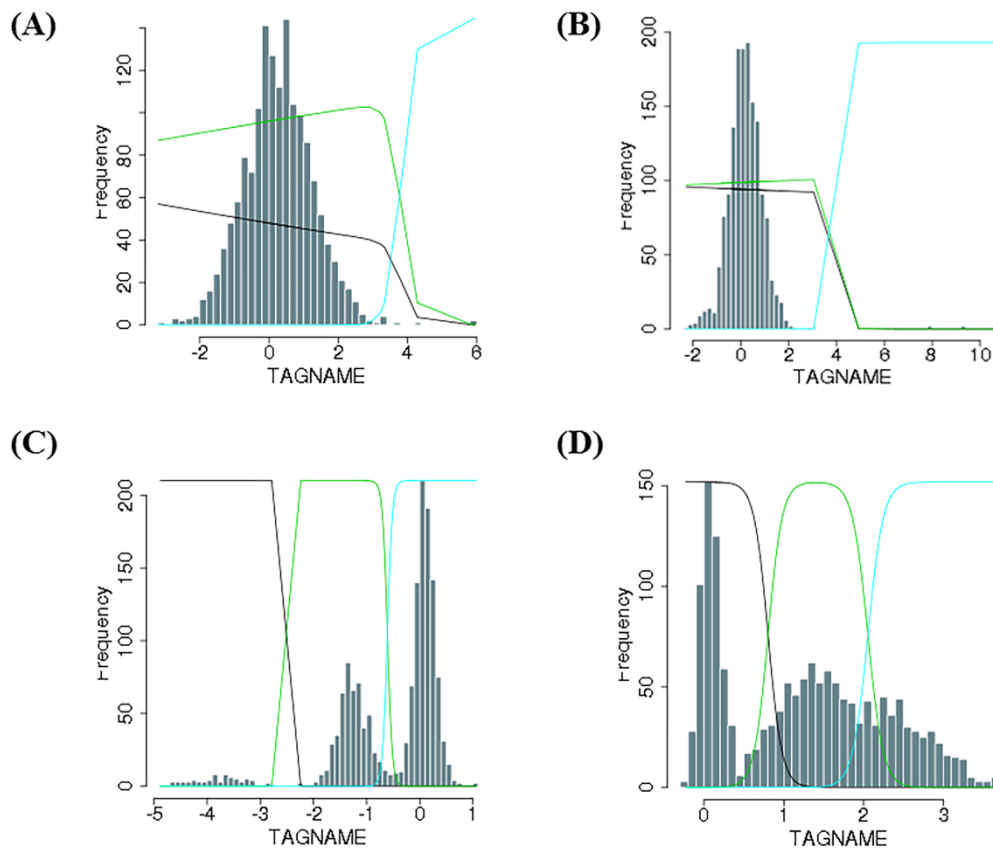 (A)
Frequency
0 40 80 120
-2 0 2 4 6
TAGNAME
(B)
Frequency
0 50 100 150 200
-2 0 2 4 6 8 10
TAGNAME
(C)
Frequency
0 50 100 150 200
-5 -4 -3 -2 -1 0 1
TAGNAME
(D)
Frequency
0 50 100 150
0 1 2 3
TAGNAME